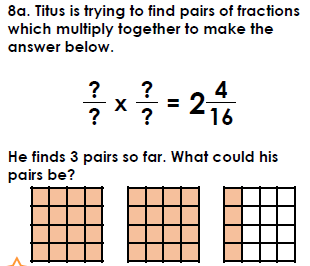 8a. Titus is trying to find pairs of fractions
which multiply together to make the
answer below.
?/? x ?/? = 2 4/16
He finds 3 pairs so far. What could his
pairs be?